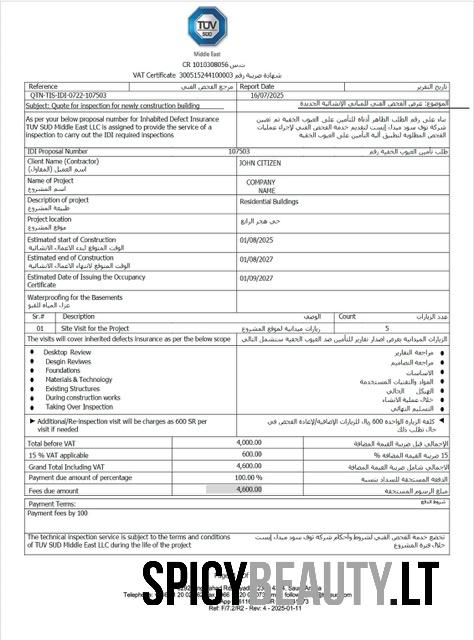 TÜV
SUD
Middle East
CR 1010308056 س.ت
VAT Certificate 300515244100003 شهادة ضريبة رقم
Reference مرجع الفحص الفني Report Date تاريخ التقرير
QTN-TIS-IDI-0722-107503 16/07/2025
Subject: Quote for inspection for newly construction building الموضوع: عرض الفحص الفني للمباني الإنشائية الجديدة
As per your below proposal number for Inhabited Defect Insurance بناء على رقم الطلب الظاهر أدناه للتأمين على العيوب الخفية تم تعيين
TUV SUD Middle East LLC is assigned to provide the service of a شركة توف سود ميدل إيست لتقديم خدمة الفحص الفني لإجراء عمليات
inspection to carry out the IDI required inspections الفحص المطلوبة لتطبيق آلية التأمين على العيوب الخفية
IDI Proposal Number 107503 طلب تأمين العيوب الخفية رقم
Client Name (Contractor) JOHN CITIZEN
اسم العميل (المقاول)
Name of Project COMPANY
اسم المشروع NAME
Description of project Residential Buildings
طبيعة المشروع
Project location حي هجر الرابع
موقع المشروع
Estimated start of Construction 01/08/2025
الوقت المتوقع لبدء الاعمال الانشائية
Estimated end of Construction 01/08/2027
الوقت المتوقع لانتهاء الاعمال الانشائية
Estimated Date of Issuing the Occupancy 01/09/2027
Certificate
Waterproofing for the Basements
عزل المياه للقبو
Sr.# Description الوصف Count عدد الزيارات
01 Site Visit for the Project زيارات ميدانية لموقع المشروع 5
The visits will cover inherited defects insurance as per the below scope الزيارات الميدانية بغرض اصدار تقارير للتأمين ضد العيوب الخفية ستشمل التالي
Desktop Review مراجعة التقارير
Desgin Reviwes مراجعة التصاميم
Foundations الاساسات
Materials & Technology المواد والتقنيات المستخدمة
Existing Structures الهيكل الحالي
During construction works خلال عملية الانشاء
Taking Over Inspection التسليم النهائي
Additional/Re-Inspection visit will be charges as 600 SR per كلفة الزيارة الواحدة 600 ريال للزيارات الإضافية/لإعادة الفحص في
visit if needed حال تطلب ذلك
Total before VAT 4,000.00 الإجمالي قبل ضريبة القيمة المضافة
15 % VAT applicable 600.00 15 ضريبة القيمة المضافة %
Grand Total Including VAT 4,600.00 الاجمالي شامل ضريبة القيمة المضافة
Payment due amount of percentage 100.00 % الدفعة المستحقة للسداد بنسبة
Fees due amount 4,600.00 مبلغ الرسوم المستحقة
Payment Terms: شروط الدفع
Payment fees by 100
The technical inspection service is subject to the terms and conditions تخضع خدمة الفحص الفني لشروط وأحكام شركة توف سود ميدل إيست
of TUV SUD Middle East LLC during the life of the project خلال فترة المشروع
SPICYBEAUTY.LT
Ref: F/7.2/R2 - Rev: 4 - 2025-01-11